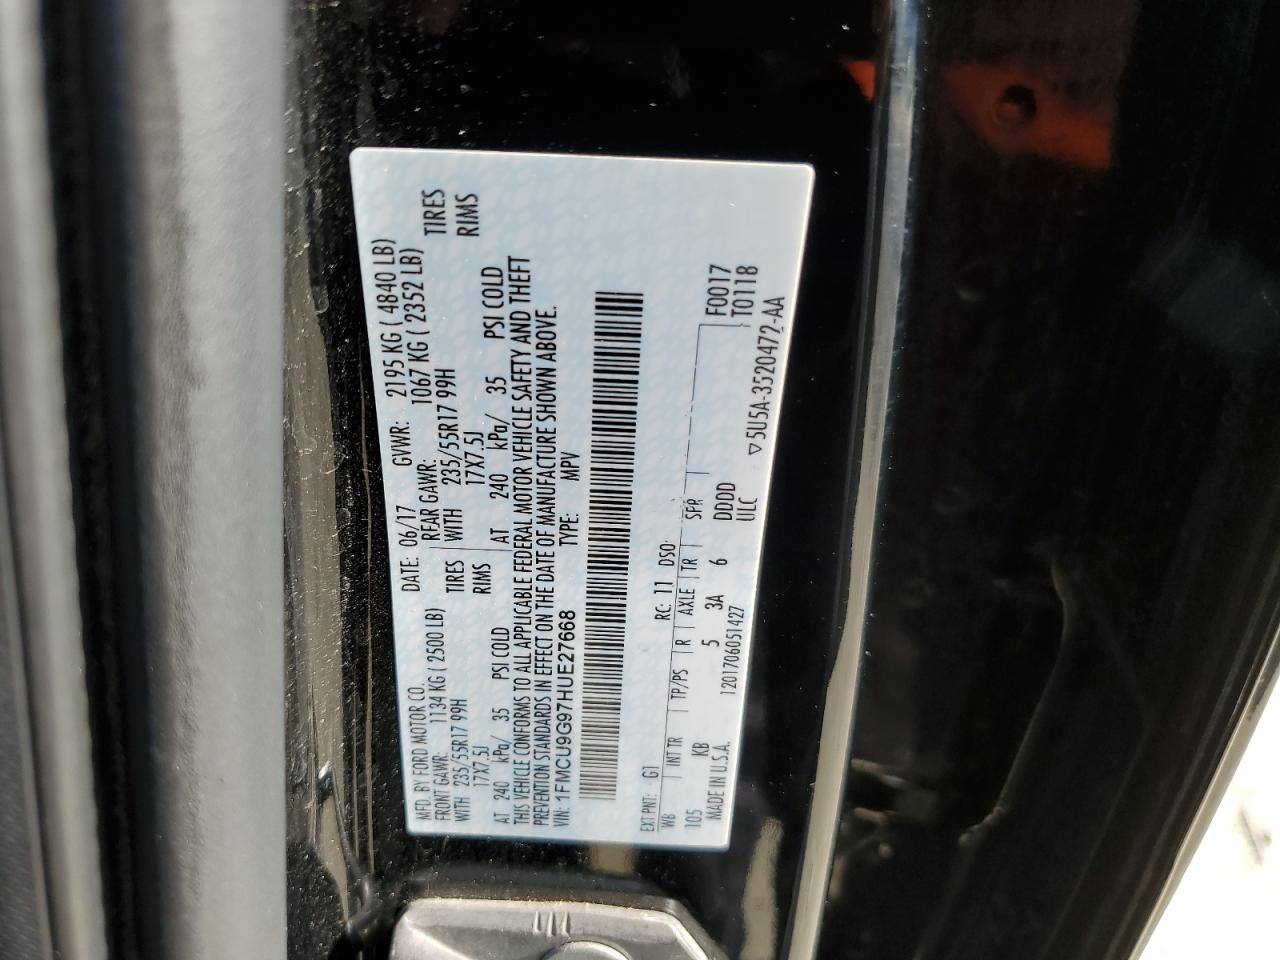 MFD. BY FORD MOTOR CO. DATE: 06/17 GVWR: 2195 KG ( 4840 LB)
FRONT GAWR: 1134 KG ( 2500 LB) REAR GAWR: 1067 KG ( 2352 LB)
WITH 235/55R17 99H TIRES WITH 235/55R17 99H TIRES
17X7.5J RIMS 17X7.5J RIMS
AT 240 kPa/ 35 PSI COLD AT 240 kPa/ 35 PSI COLD
THIS VEHICLE CONFORMS TO ALL APPLICABLE FEDERAL MOTOR VEHICLE SAFETY AND THEFT
PREVENTION STANDARDS IN EFFECT ON THE DATE OF MANUFACTURE SHOWN ABOVE.
VIN: 1FMCU9G97HUE27668 TYPE: MPV
EXT PNT: G1 RC: 11 DSO:
WB INT TR TP/PS R AXLE TR SPR F0017
105 KB 5 3A 6 DDDD T0118
MADE IN U.S.A. 1201706051427 UILC 5U5A-3520472-AA